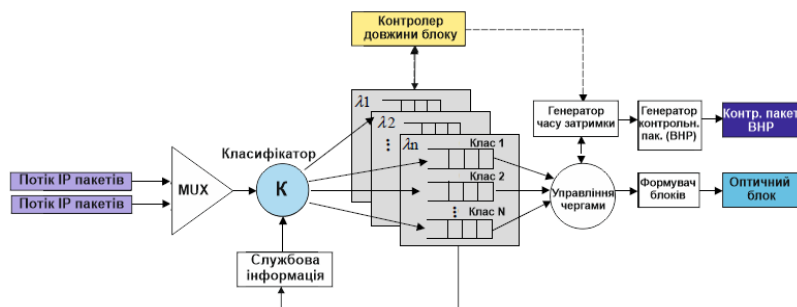 Контролер
довжини блоку
λ1
λ2
λn
Клас 1
Клас 2
Клас N
Класифікатор
К
Потік IP пакетів
Потік IP пакетів
MUX
Службова
інформація
Генератор
часу затримки
Генератор
контрольн.
пак. (BHP)
Контр. пакет
BHP
Управління
чергами
Формувач
блоків
Оптичний
блок